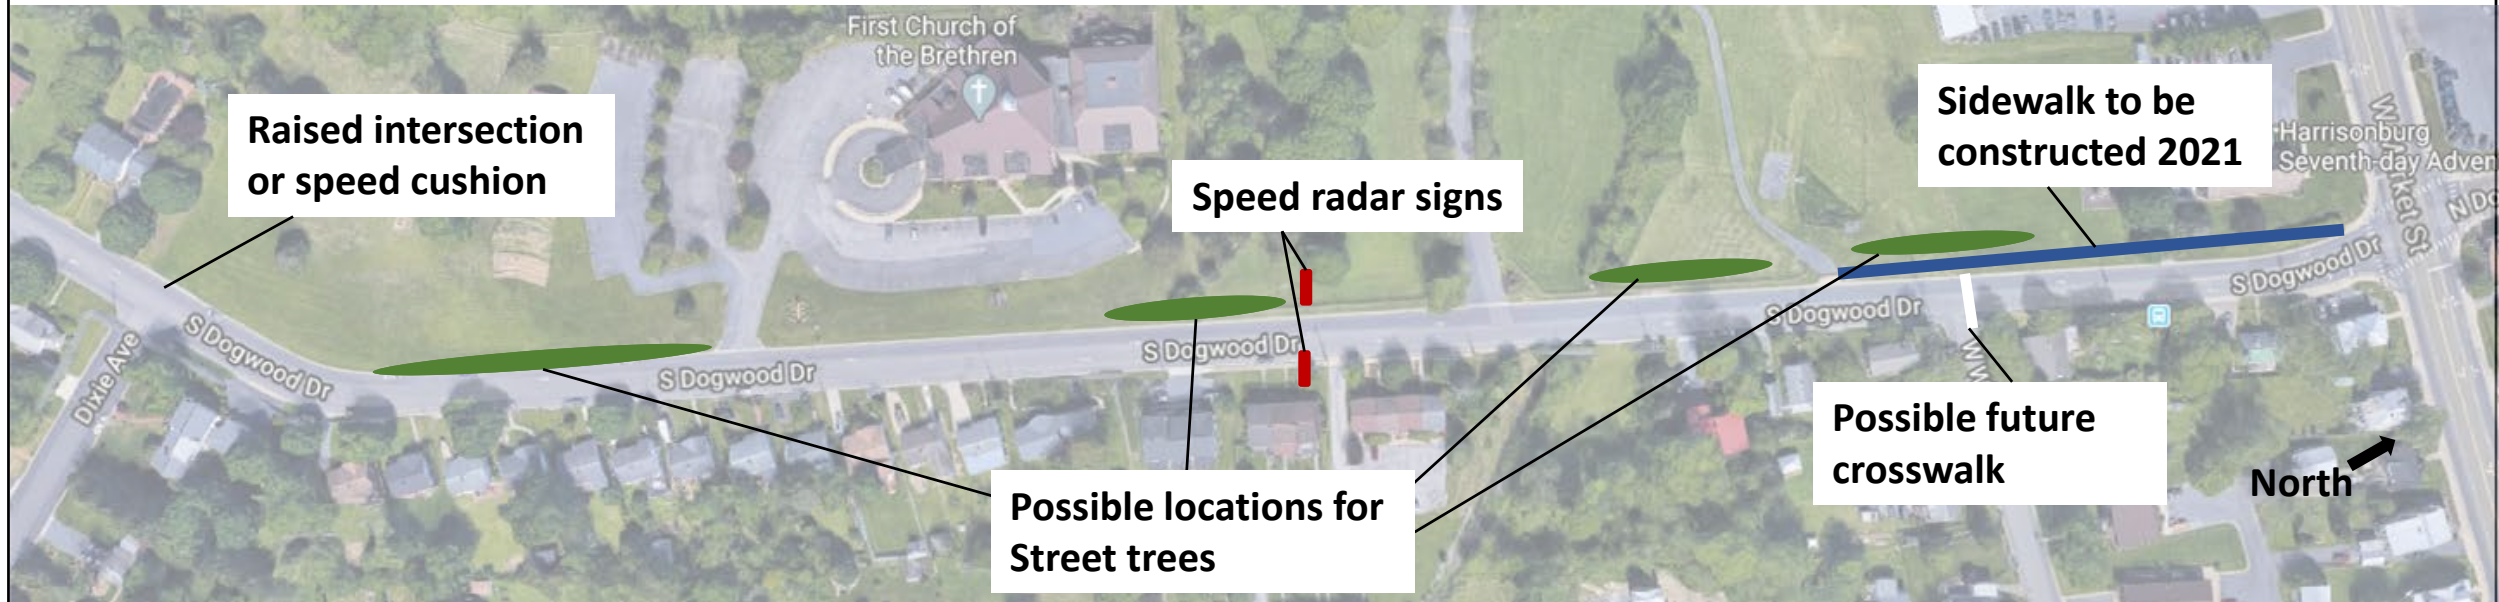 First Church of
the Brethren
Raised intersection
or speed cushion
Speed radar signs
Sidewalk to be
constructed 2021
W Market St
Harrisonburg
Seventh-day Adven
N Do
S Dogwood Dr
S Dogwood Dr
S Dogwood Dr
S Dogwood Dr
S Dogwood Dr
Dixie Ave
W W
Possible future
crosswalk
North
Possible locations for
Street trees